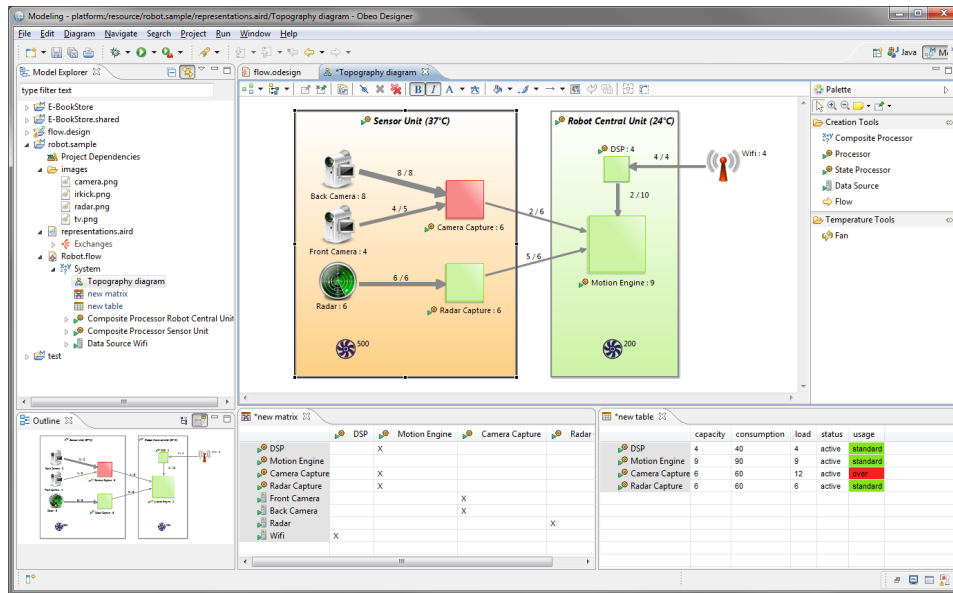 Modeling - platform:/resource/robot.sample/representations.aird/Topography diagram - Obeo Designer
File Edit Diagram Navigate Search Project Run Window Help
Java M
Model Explorer
type filter text
E-BookStore
E-BookStore.shared
flow.design
robot.sample
Project Dependencies
images
camera.png
irkick.png
radar.png
tv.png
representations.aird
Exchanges
Robot.flow
System
Topography diagram
new matrix
new table
Composite Processor Robot Central Unit
Composite Processor Sensor Unit
Data Source Wifi
test
flow.odesign *Topography diagram
B I A
Sensor Unit (37°C)
Back Camera : 8
8 / 8
4 / 5
Front Camera : 4
Camera Capture : 6
6 / 6
Radar : 6
Radar Capture : 6
500
2 / 6
5 / 6
Robot Central Unit (24°C)
DSP : 4
4 / 4
Wifi : 4
2 / 10
Motion Engine : 9
200
Palette
Creation Tools
Composite Processor
Processor
State Processor
Data Source
Flow
Temperature Tools
Fan
Outline
*new matrix
DSP Motion Engine Camera Capture Radar
DSP X
Motion Engine
Camera Capture X
Radar Capture X
Front Camera X
Back Camera X
Radar X
Wifi X
*new table
capacity consumption load status usage
DSP 4 40 4 active standard
Motion Engine 9 90 9 active standard
Camera Capture 6 60 12 active over
Radar Capture 6 60 6 active standard